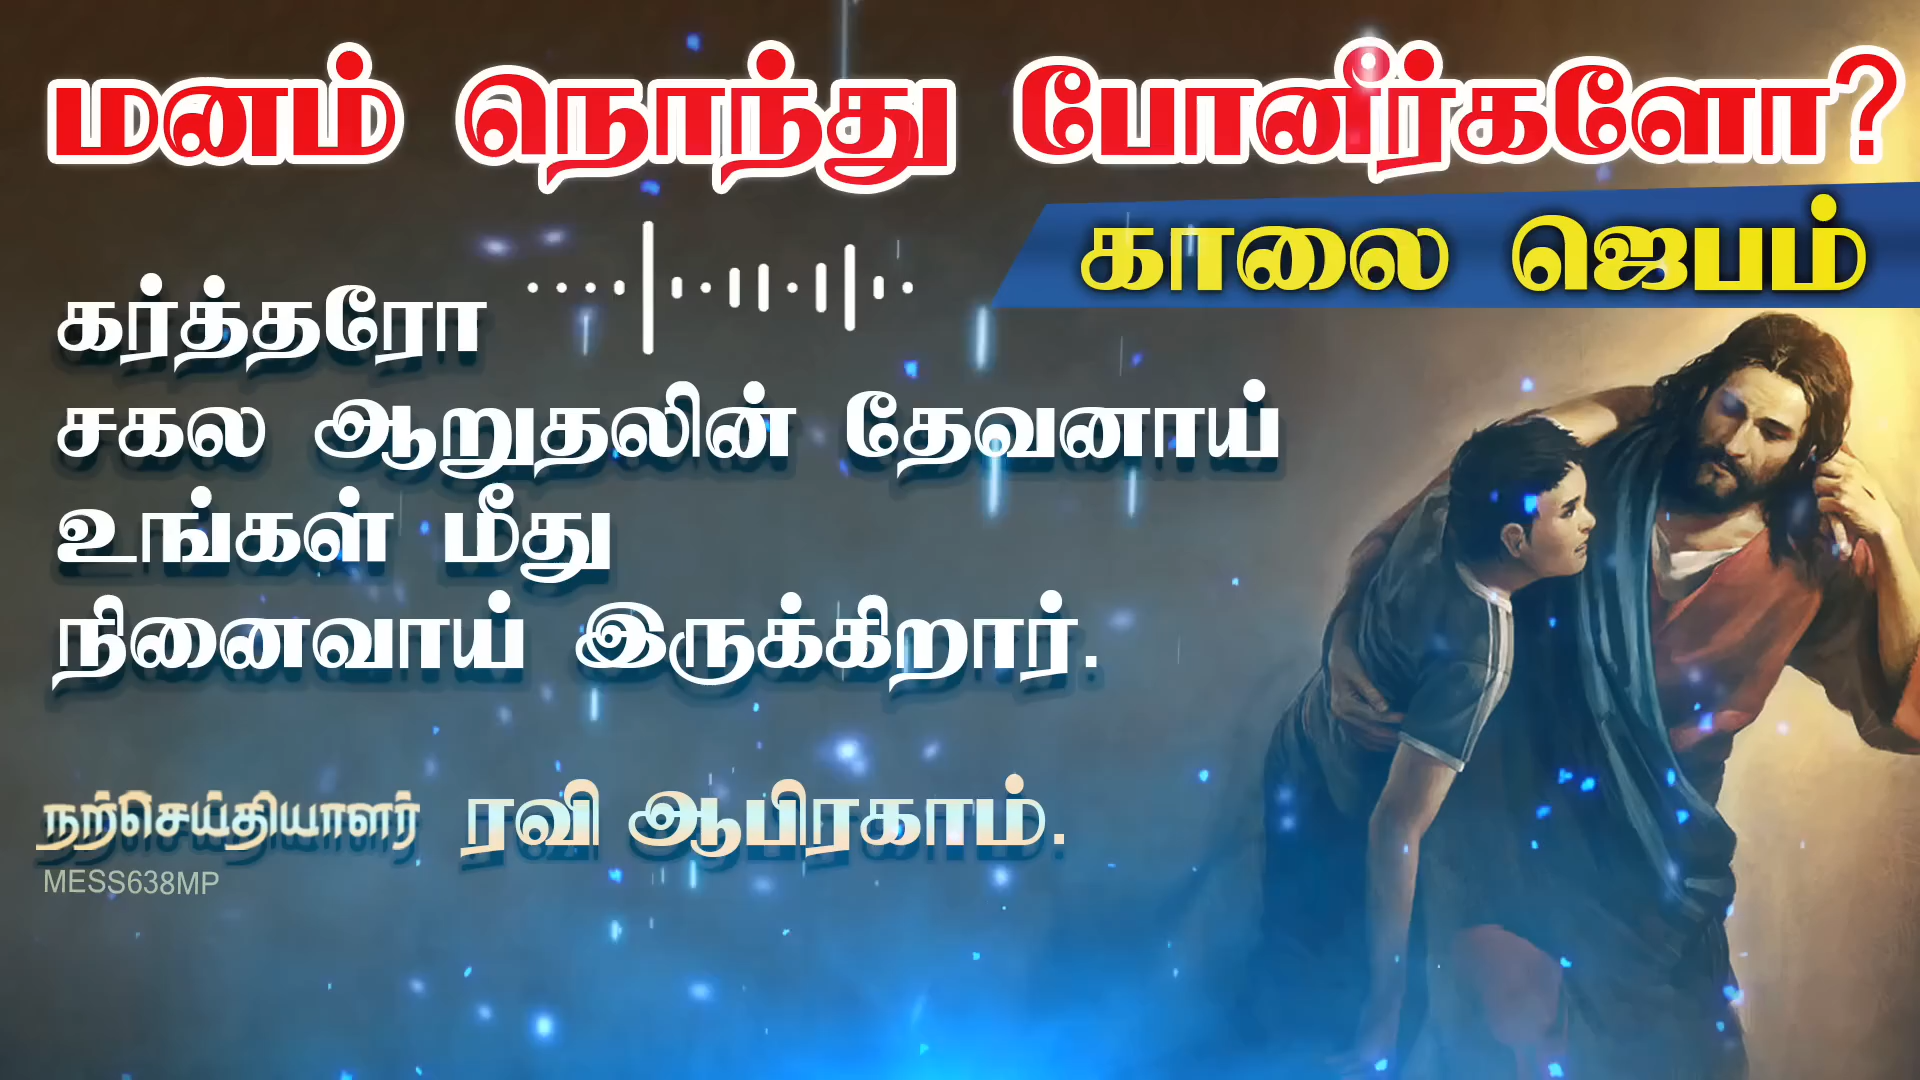 மனம் நொந்து போனீர்களோ?
காலை ஜெபம்
கர்த்தரோ
சகல ஆறுதலின் தேவனாய்
உங்கள் மீது
நினைவாய் இருக்கிறார்.
நற்செய்தியாளர் ரவி ஆபிரகாம்.
MESS638MP